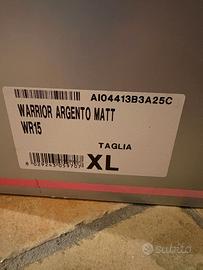 AI04413B3A25C
WARRIOR ARGENTO MATT
WR15
TAGLIA
XL
subito